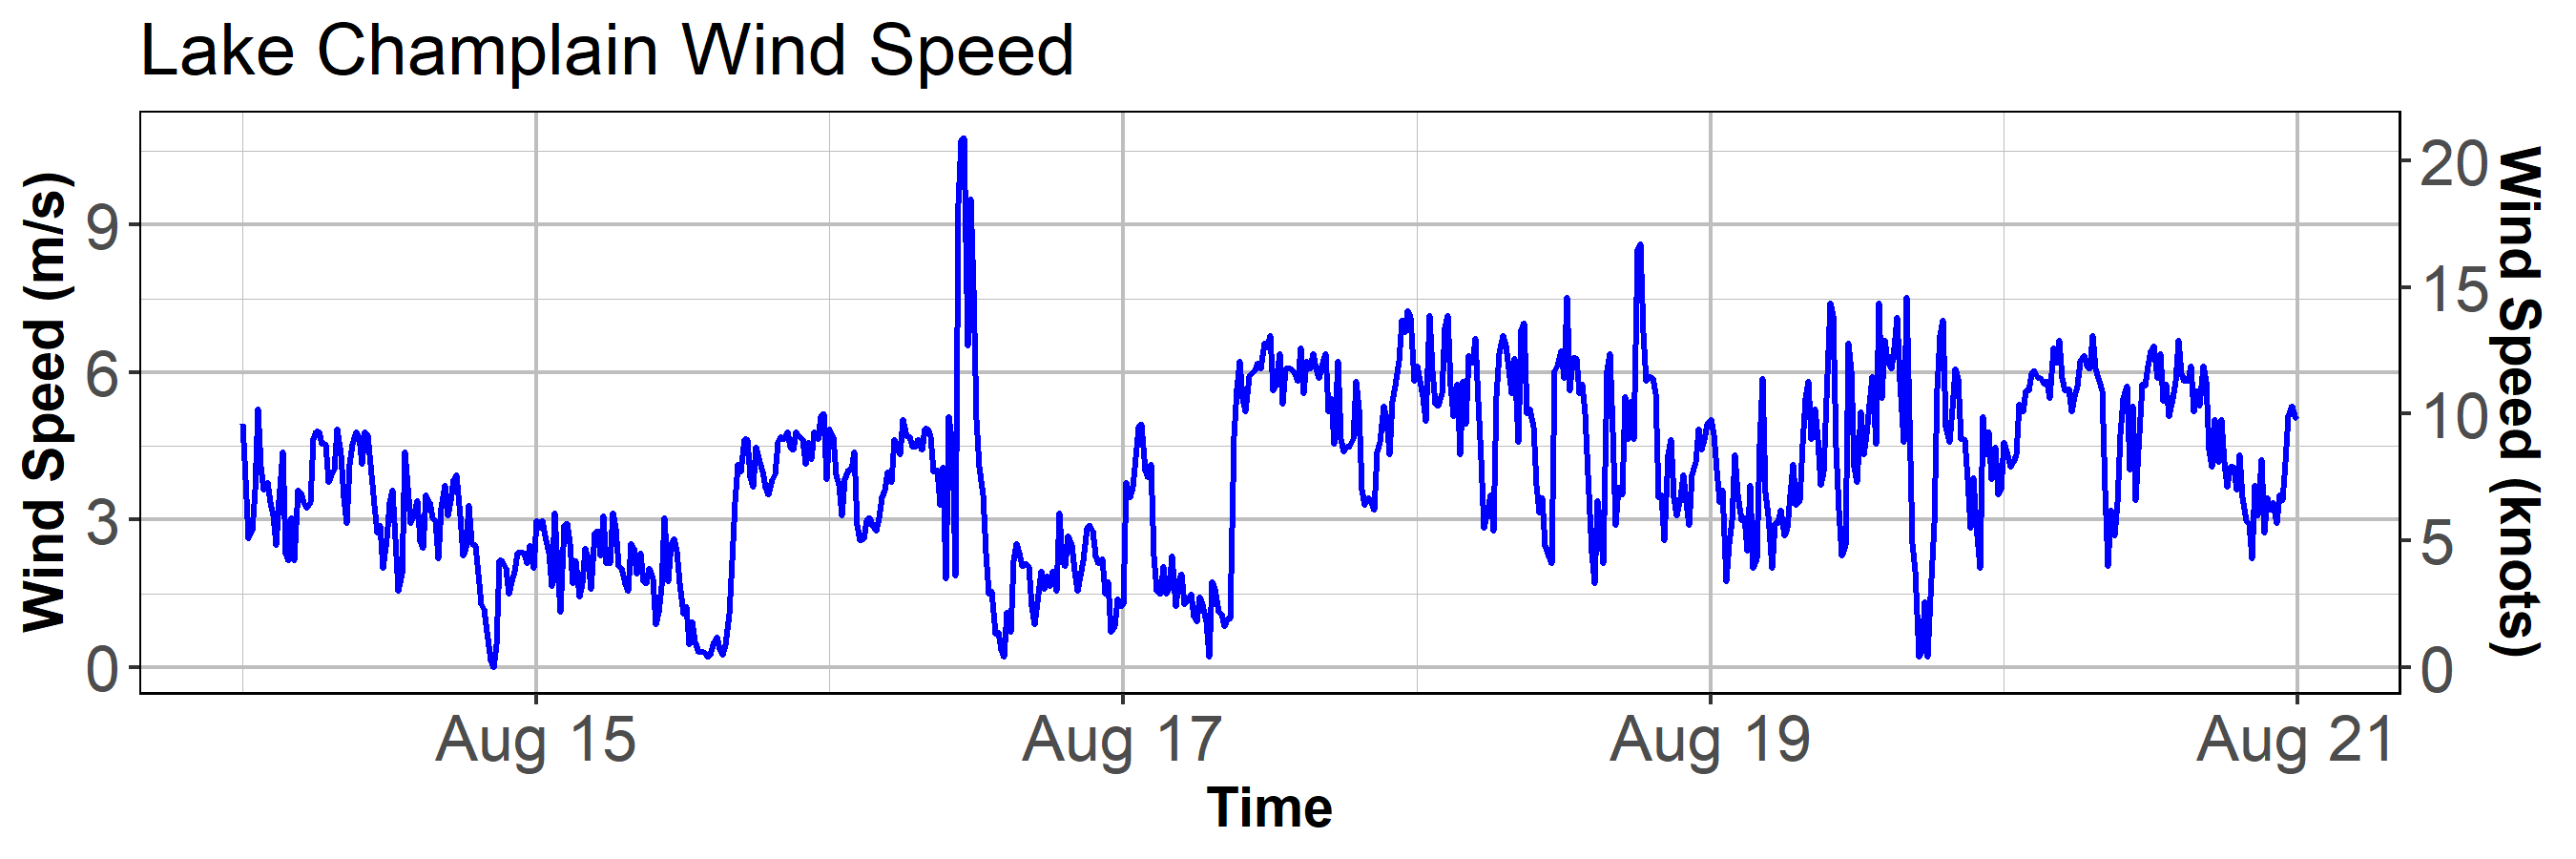 Lake Champlain Wind Speed
Wind Speed (m/s)
9
6
3
0
20
15
10
5
0
Wind Speed (knots)
Aug 15
Aug 17
Aug 19
Aug 21
Time